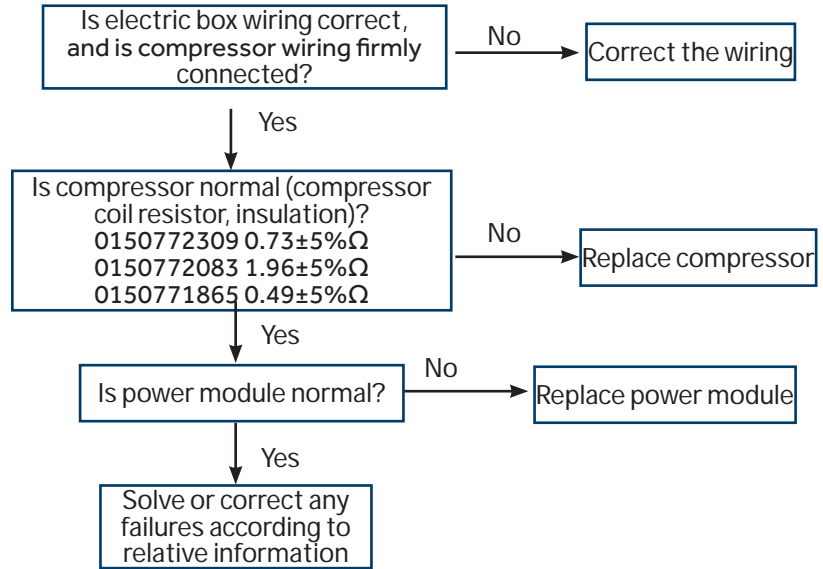 Is electric box wiring correct,
and is compressor wiring firmly
connected?
No
Correct the wiring
Yes
Is compressor normal (compressor
coil resistor, insulation)?
0150772309 0.73±5%Ω
0150772083 1.96±5%Ω
0150771865 0.49±5%Ω
No
Replace compressor
Yes
Is power module normal?
No
Replace power module
Yes
Solve or correct any
failures according to
relative information